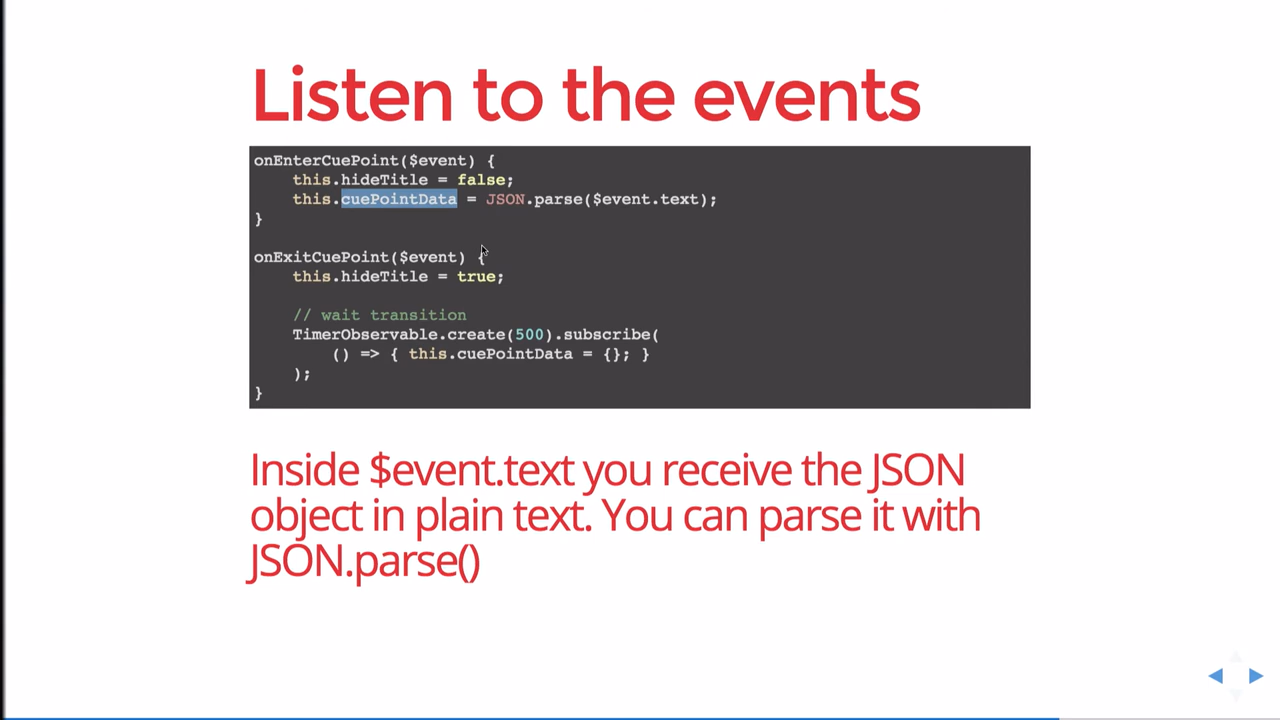 Listen to the events
onEnterCuePoint($event) {
    this.hideTitle = false;
    this.cuePointData = JSON.parse($event.text);
}
onExitCuePoint($event) {
    this.hideTitle = true;
    // wait transition
    TimerObservable.create(500).subscribe(
        () => { this.cuePointData = {}; }
    );
}
Inside $event.text you receive the JSON
object in plain text. You can parse it with
JSON.parse()